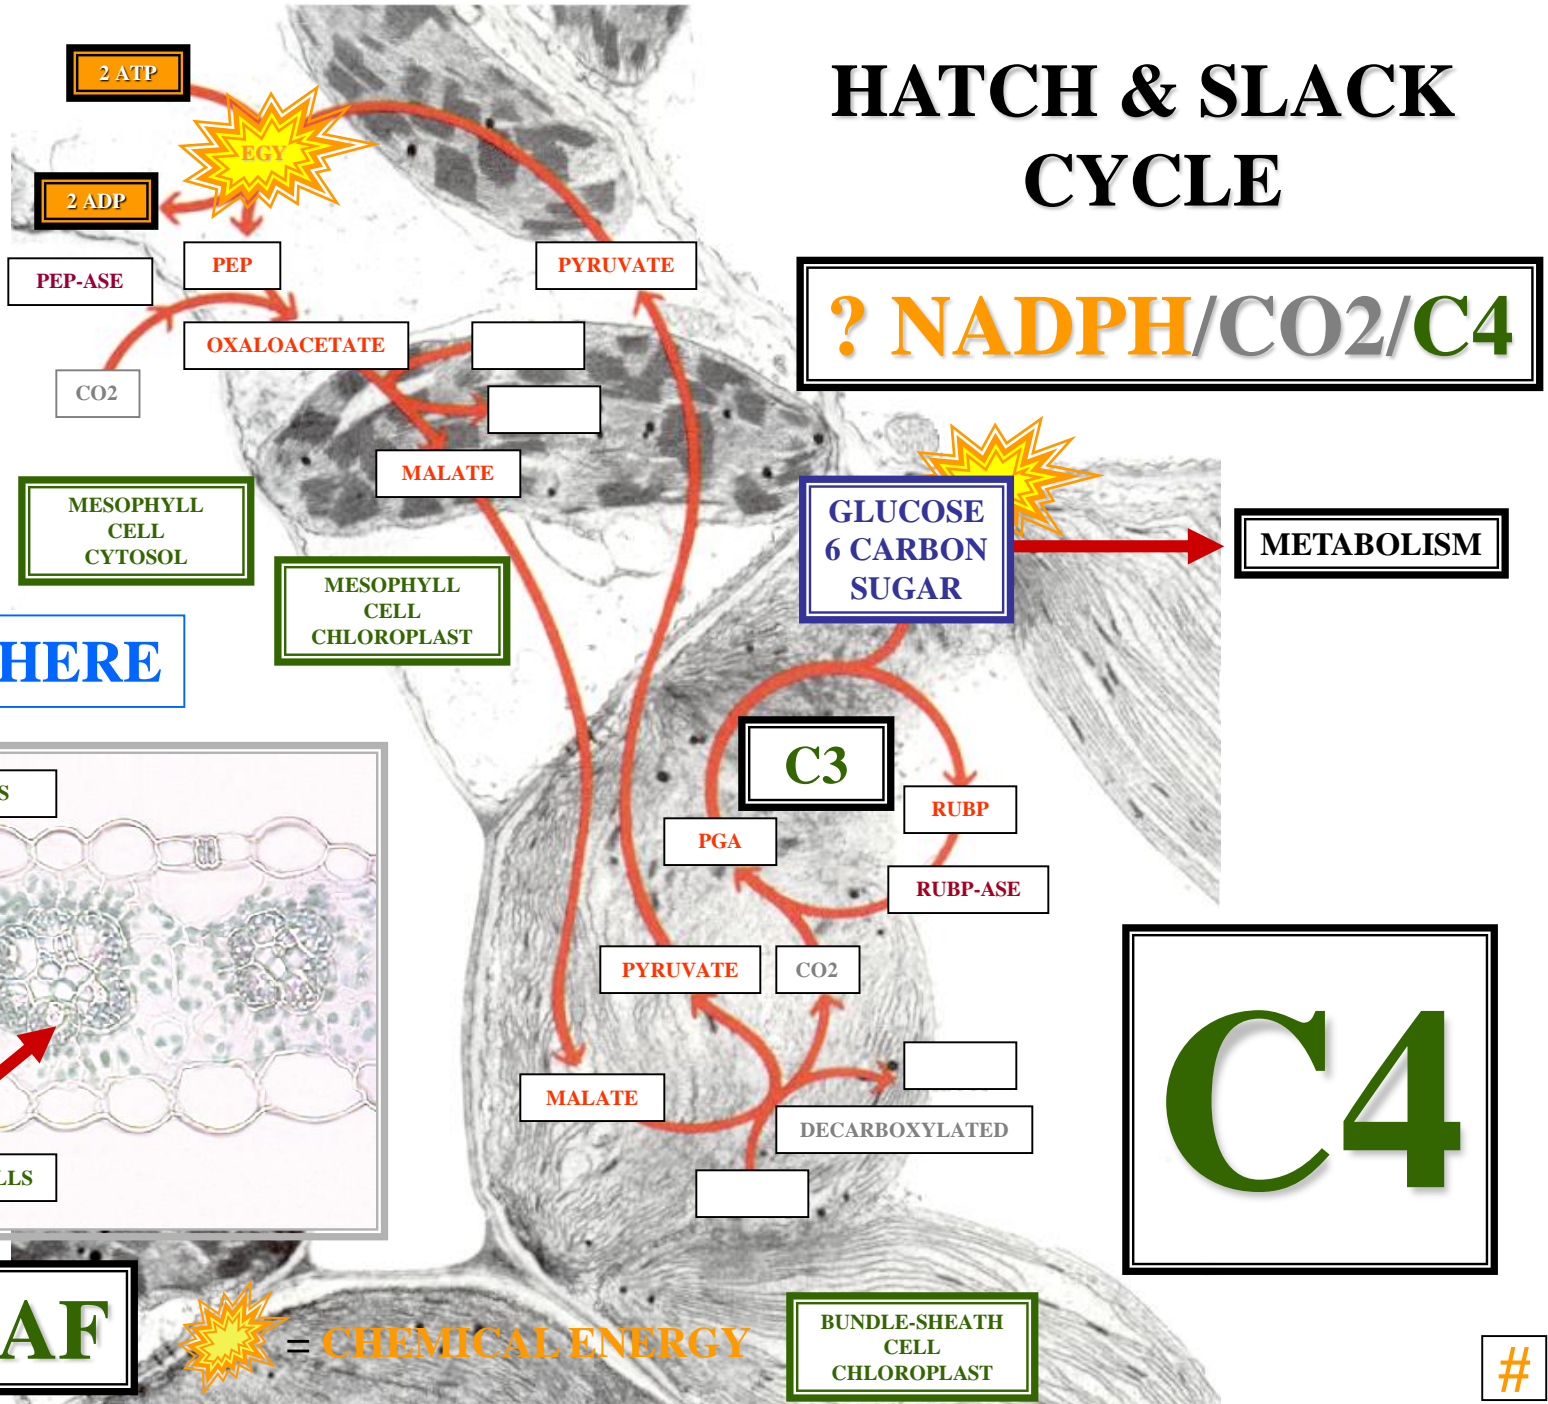 HATCH & SLACK
CYCLE
2 ATP
EGY
2 ADP
PEP-ASE
PEP
PYRUVATE
? NADPH/CO2/C4
OXALOACETATE
CO2
MALATE
MESOPHYLL
CELL
CYTOSOL
MESOPHYLL
CELL
CHLOROPLAST
GLUCOSE
6 CARBON
SUGAR
METABOLISM
HERE
C3
S
RUBP
PGA
RUBP-ASE
PYRUVATE
CO2
C4
MALATE
DECARBOXYLATED
LLS
AF
= CHEMICAL ENERGY
BUNDLE-SHEATH
CELL
CHLOROPLAST
#